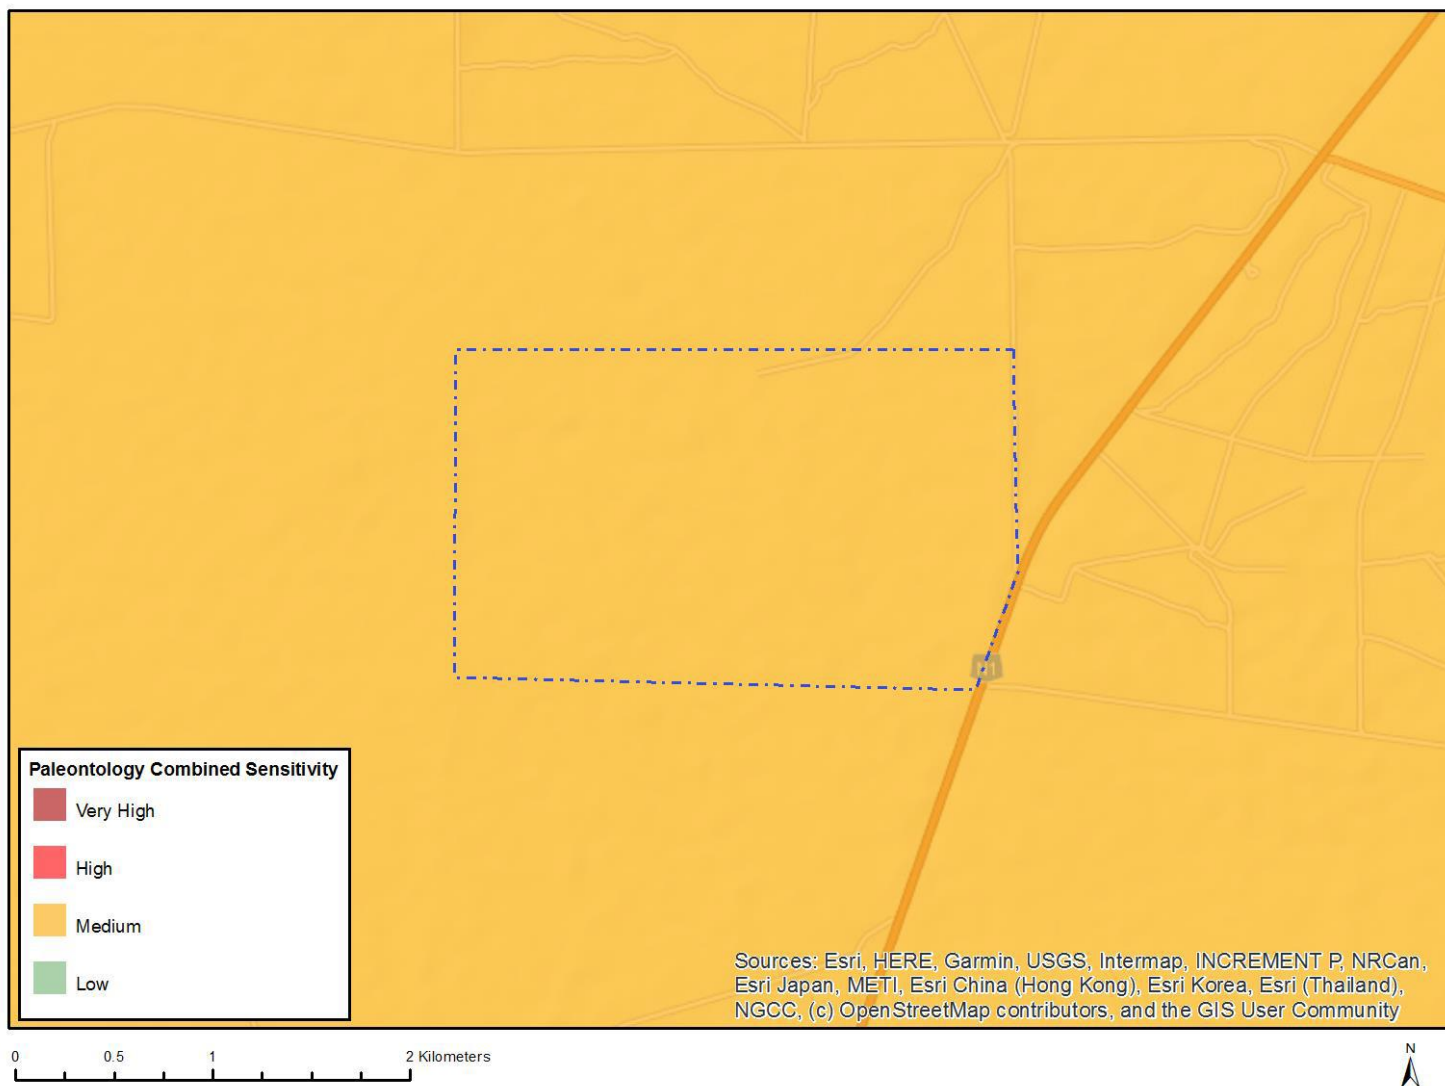 Paleontology Combined Sensitivity
Very High
High
Medium
Low
Sources: Esri, HERE, Garmin, USGS, Intermap, INCREMENT P, NRCan,
Esri Japan, METI, Esri China (Hong Kong), Esri Korea, Esri (Thailand),
NGCC, (c) OpenStreetMap contributors, and the GIS User Community
0 0.5 1 2 Kilometers
N